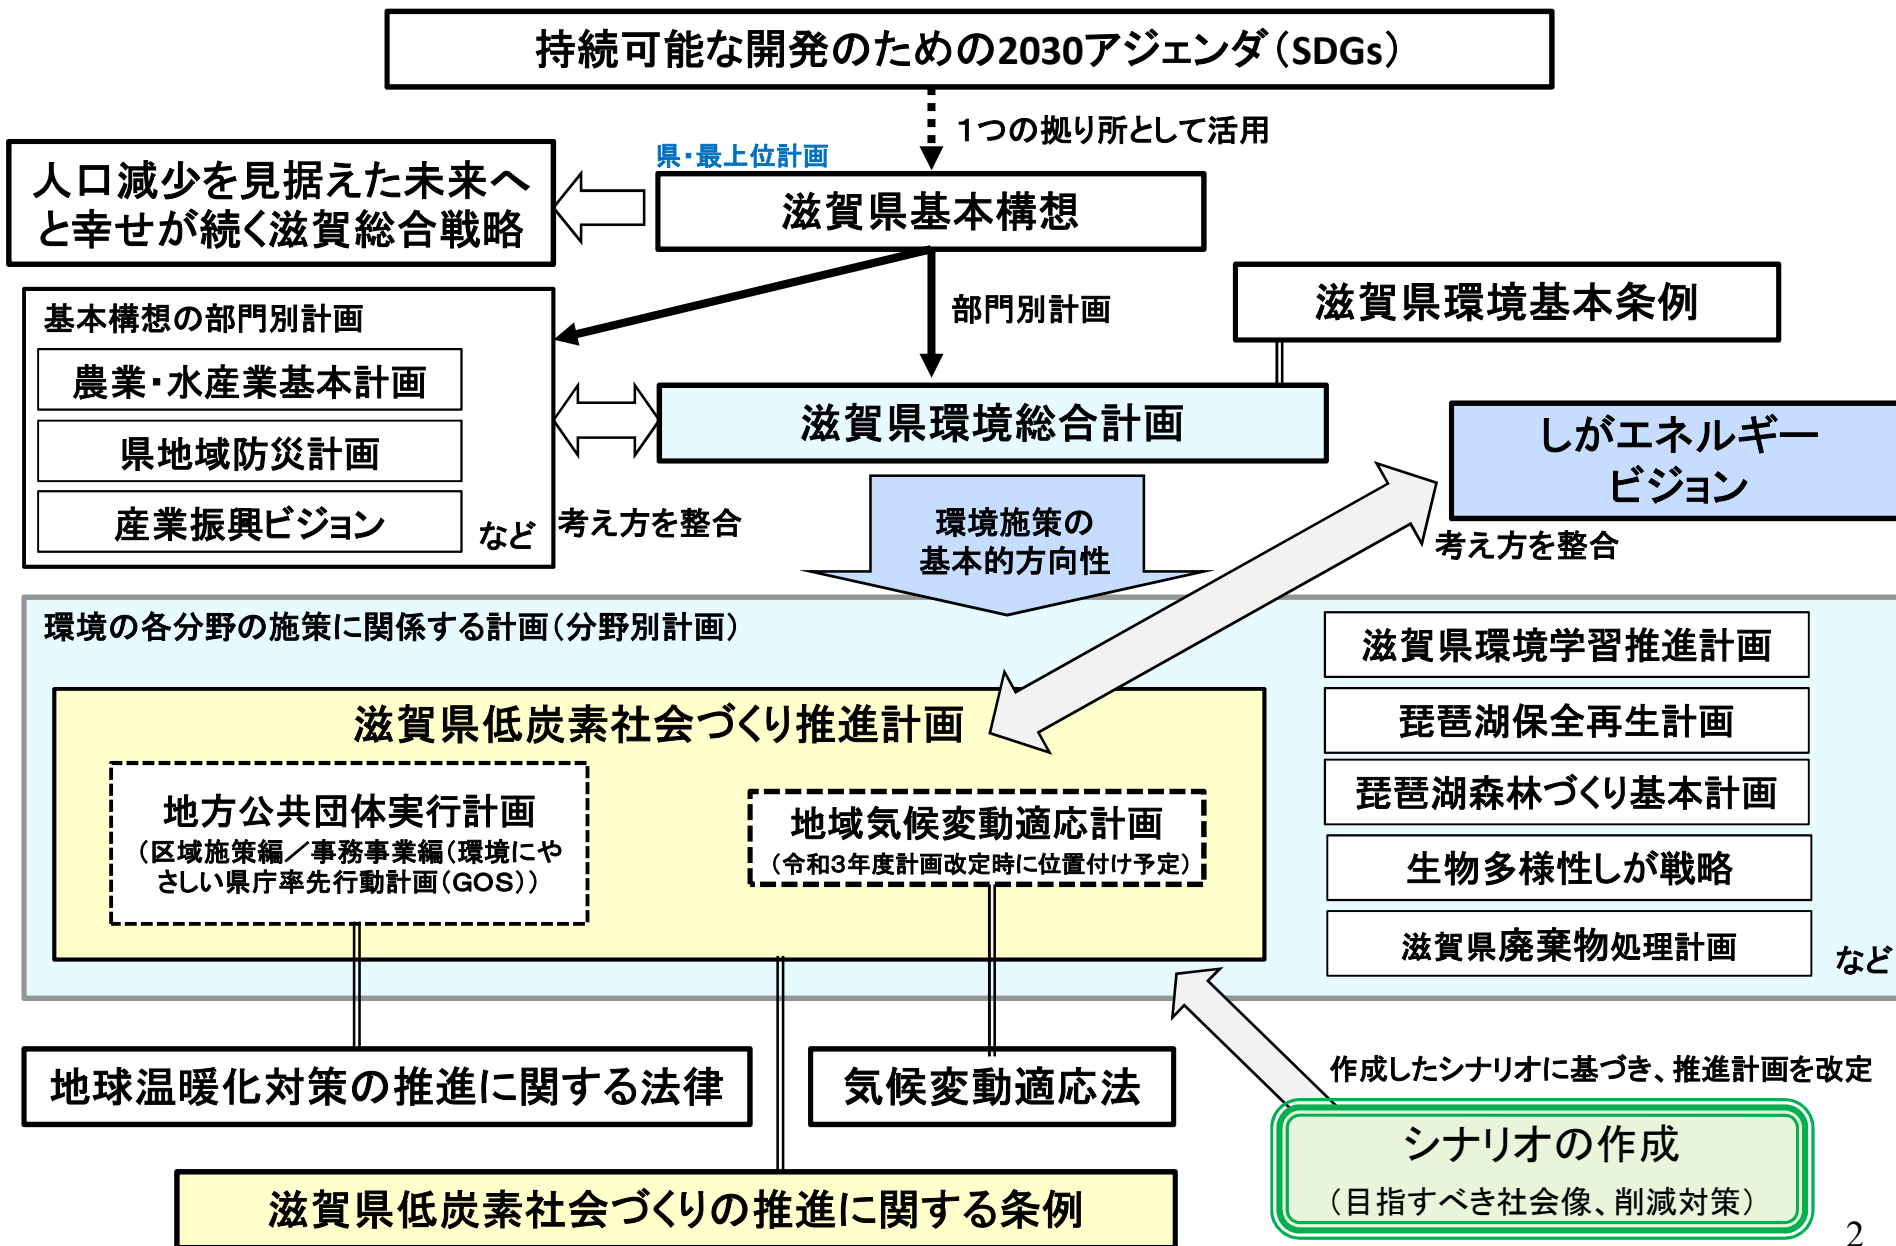 持続可能な開発のための2030アジェンダ（SDGs）
１つの拠り所として活用
県・最上位計画
人口減少を見据えた未来へ
と幸せが続く滋賀総合戦略
滋賀県基本構想
部門別計画
滋賀県環境基本条例
基本構想の部門別計画
農業・水産業基本計画
県地域防災計画
産業振興ビジョン
など
考え方を整合
滋賀県環境総合計画
しがエネルギー
ビジョン
考え方を整合
環境施策の
基本的方向性
環境の各分野の施策に関係する計画（分野別計画）
滋賀県低炭素社会づくり推進計画
地方公共団体実行計画
（区域施策編／事務事業編（環境にや
さしい県庁率先行動計画（GOS））
地域気候変動適応計画
（令和3年度計画改定時に位置付け予定）
滋賀県環境学習推進計画
琵琶湖保全再生計画
琵琶湖森林づくり基本計画
生物多様性しが戦略
滋賀県廃棄物処理計画
など
地球温暖化対策の推進に関する法律
気候変動適応法
滋賀県低炭素社会づくりの推進に関する条例
作成したシナリオに基づき、推進計画を改定
シナリオの作成
（目指すべき社会像、削減対策）
2